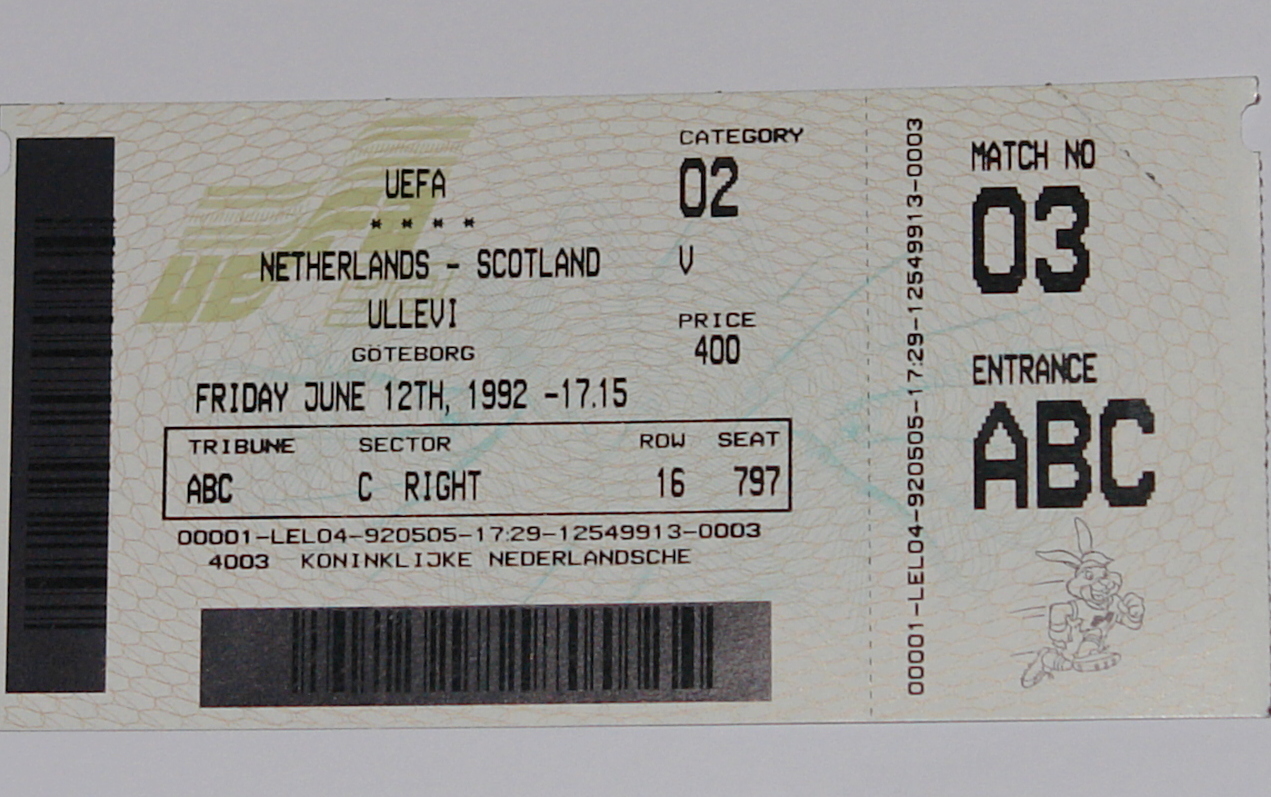 UEFA
* * * *
NETHERLANDS - SCOTLAND
ULLEVI
GÖTEBORG
FRIDAY JUNE 12TH, 1992 -17.15
CATEGORY
02
V
PRICE
400
TRIBUNE SECTOR ROW SEAT
ABC C RIGHT 16 797
00001-LEL04-920505-17:29-12549913-0003
4003 KONINKLIJKE NEDERLANDSCHE
00001-LEL04-920505-17:29-12549913-0003
MATCH NO
03
ENTRANCE
ABC